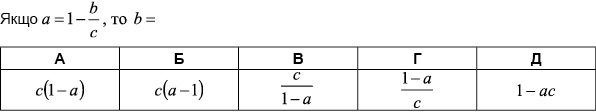 Якщо a = 1 − b/c, то b =
А Б В Г Д
c(1−a) c(a−1) c/(1−a) (1−a)/c 1−ac